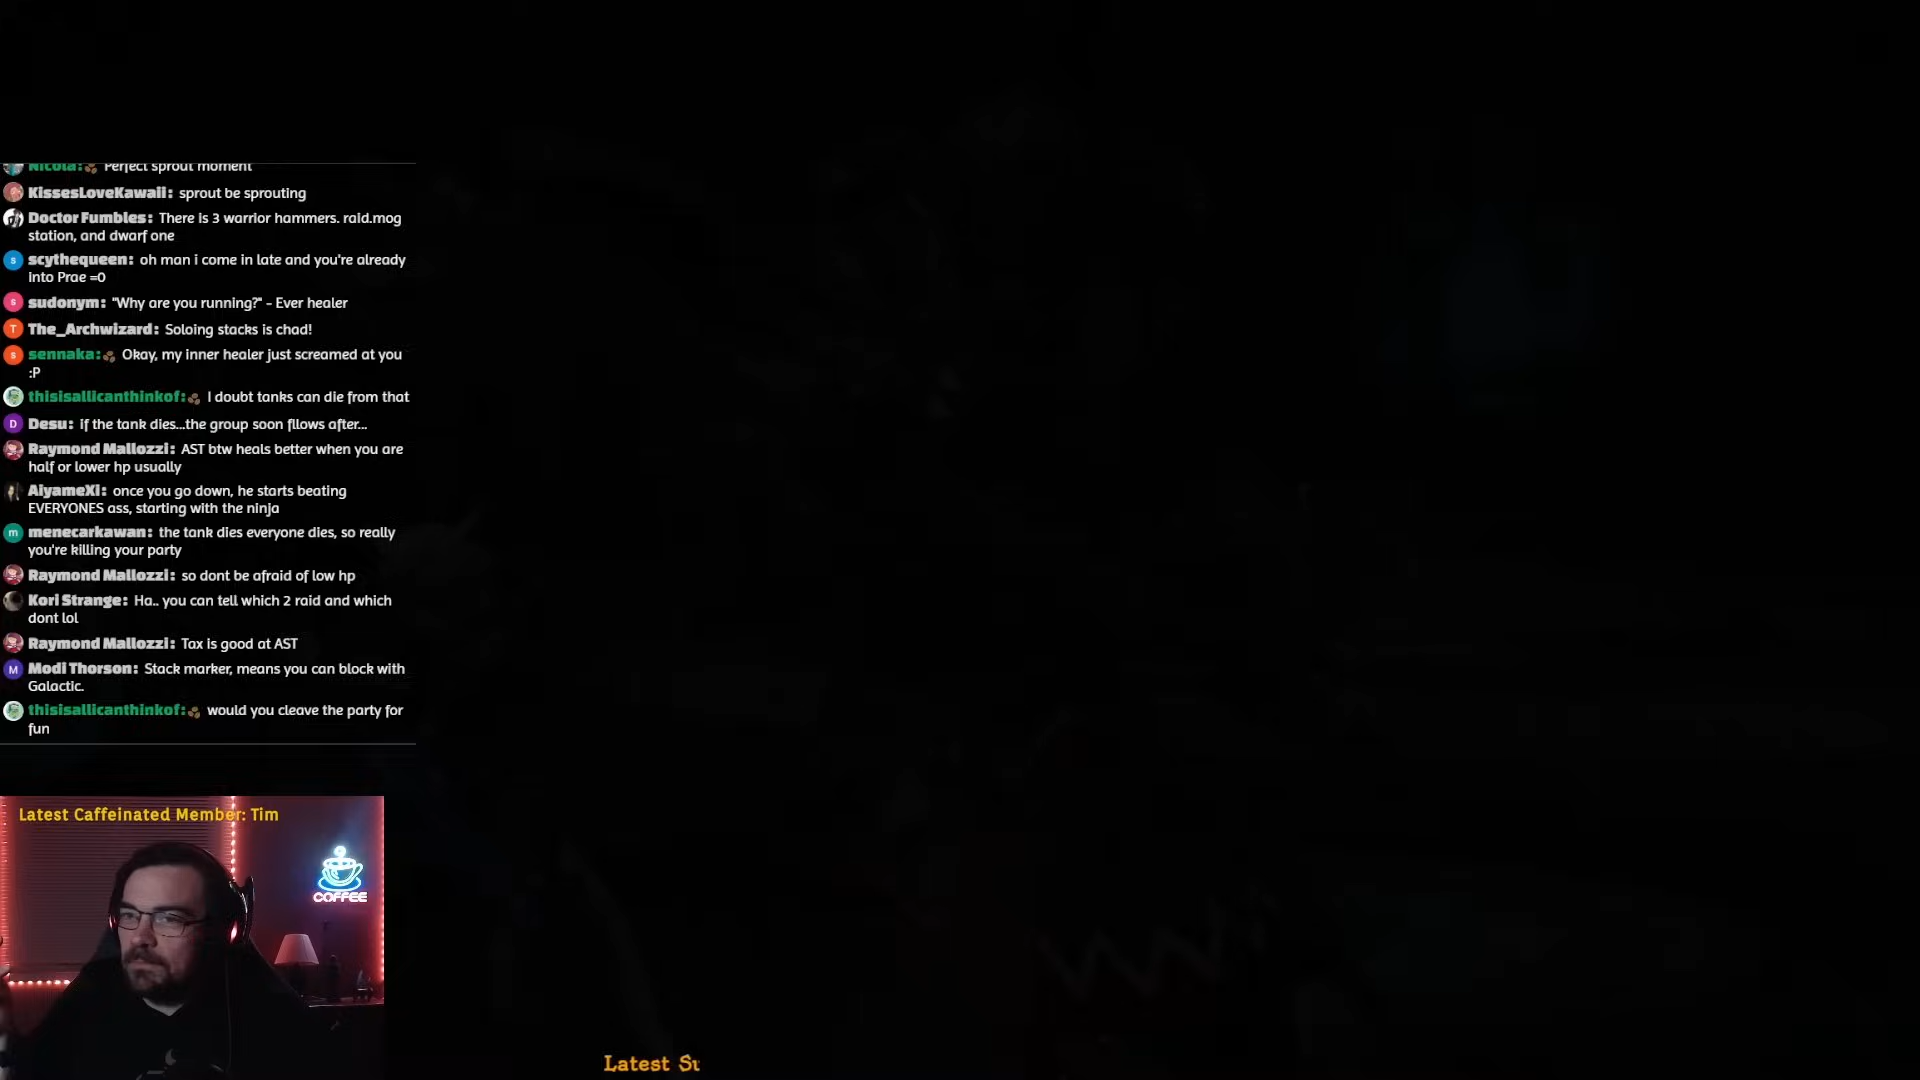 Nicola: Perfect sprout moment
KissesLoveKawaii: sprout be sprouting
Doctor Fumbles: There is 3 warrior hammers. raid.mog
station, and dwarf one
s scythequeen: oh man i come in late and you're already
into Prae =0
s sudonym: "Why are you running?" - Ever healer
T The_Archwizard: Soloing stacks is chad!
s sennaka: Okay, my inner healer just screamed at you
:P
thisisallicanthinkof: I doubt tanks can die from that
D Desu: if the tank dies...the group soon fllows after...
Raymond Mallozzi: AST btw heals better when you are
half or lower hp usually
AiyameXI: once you go down, he starts beating
EVERYONES ass, starting with the ninja
m menecarkawan: the tank dies everyone dies, so really
you're killing your party
Raymond Mallozzi: so dont be afraid of low hp
Kori Strange: Ha.. you can tell which 2 raid and which
dont lol
Raymond Mallozzi: Tax is good at AST
M Modi Thorson: Stack marker, means you can block with
Galactic.
thisisallicanthinkof: would you cleave the party for
fun
Latest Caffeinated Member: Tim
COFFEE
Latest Su